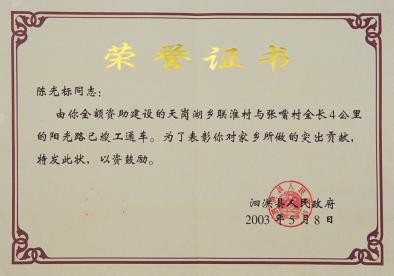 荣誉证书
陈光标同志：
由你全额资助建设的天岗湖乡联淮村与张嘴村全长4公里
的阳光路已竣工通车。为了表彰你对家乡所做的突出贡献，
特发此状，以资鼓励。
泗洪县人民政府
2003年5月8日